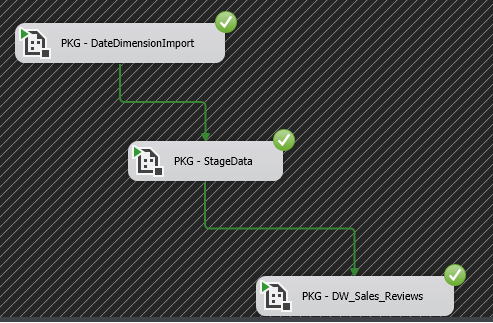 PKG - DateDimensionImport
PKG - StageData
PKG - DW_Sales_Reviews